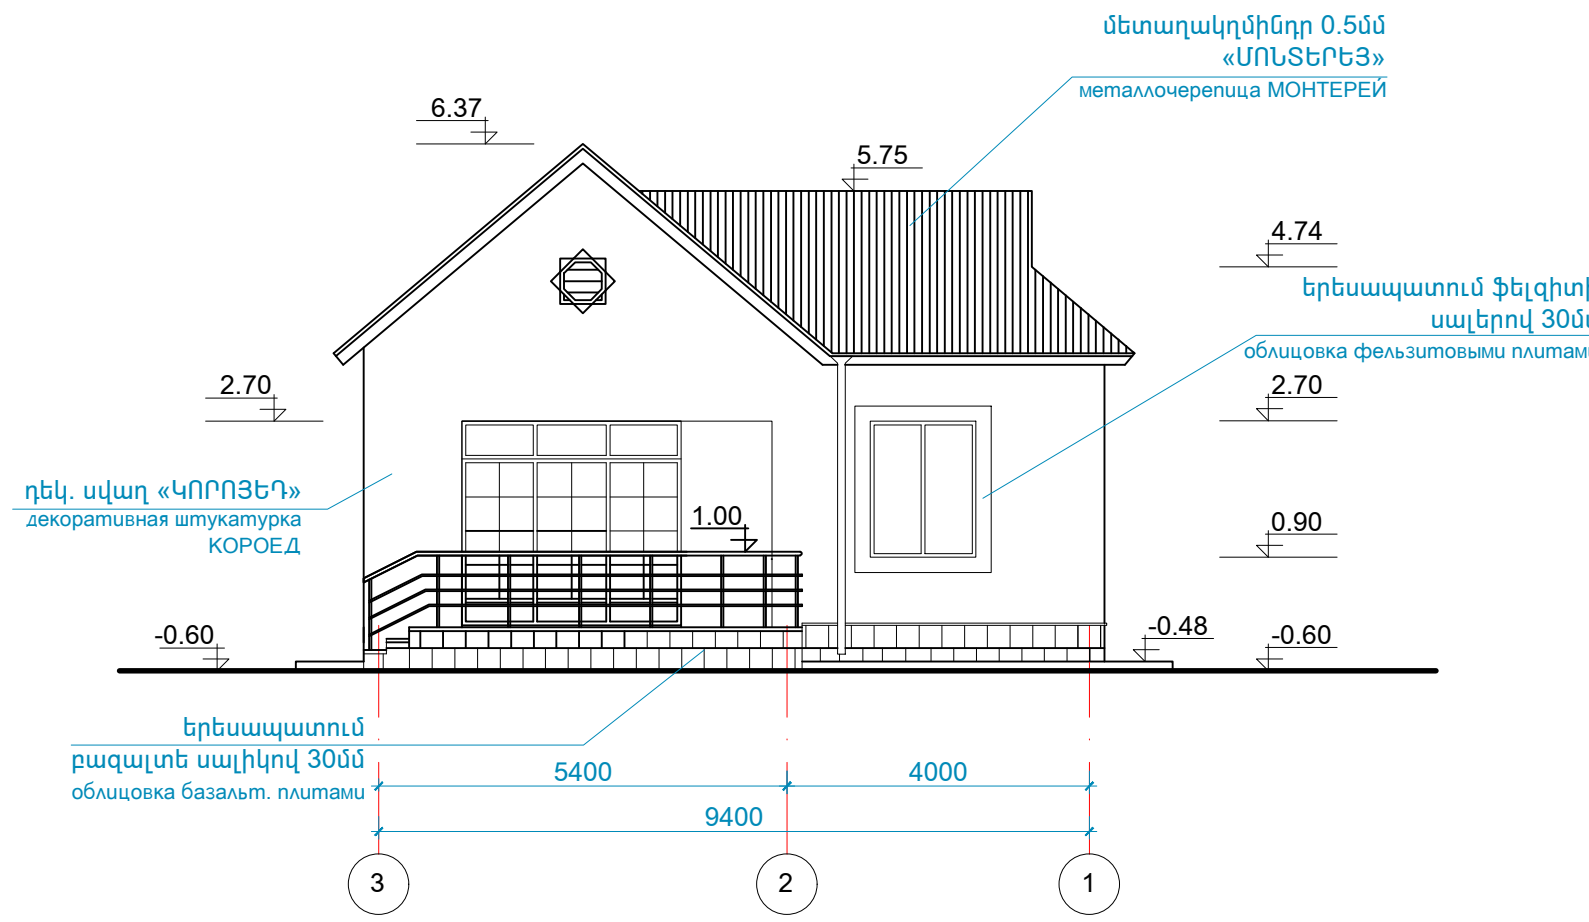 մետաղակղմինդր 0.5մմ
«ՄՈՆՏԵՐԵՅ»
металлочерепица МОНТЕРЕЙ
6.37
5.75
4.74
երեսապատում ֆելզիտի
սալերով 30մմ
облицовка фельзитовыми плитами
2.70
2.70
դեկ. սվաղ «ԿՈՐՈՅԵԴ»
декоративная штукатурка
КОРОЕД
1.00
0.90
-0.60
-0.48
-0.60
երեսապատում
բազալտե սալիկով 30մմ
облицовка базальт. плитами
5400
4000
9400
3
2
1